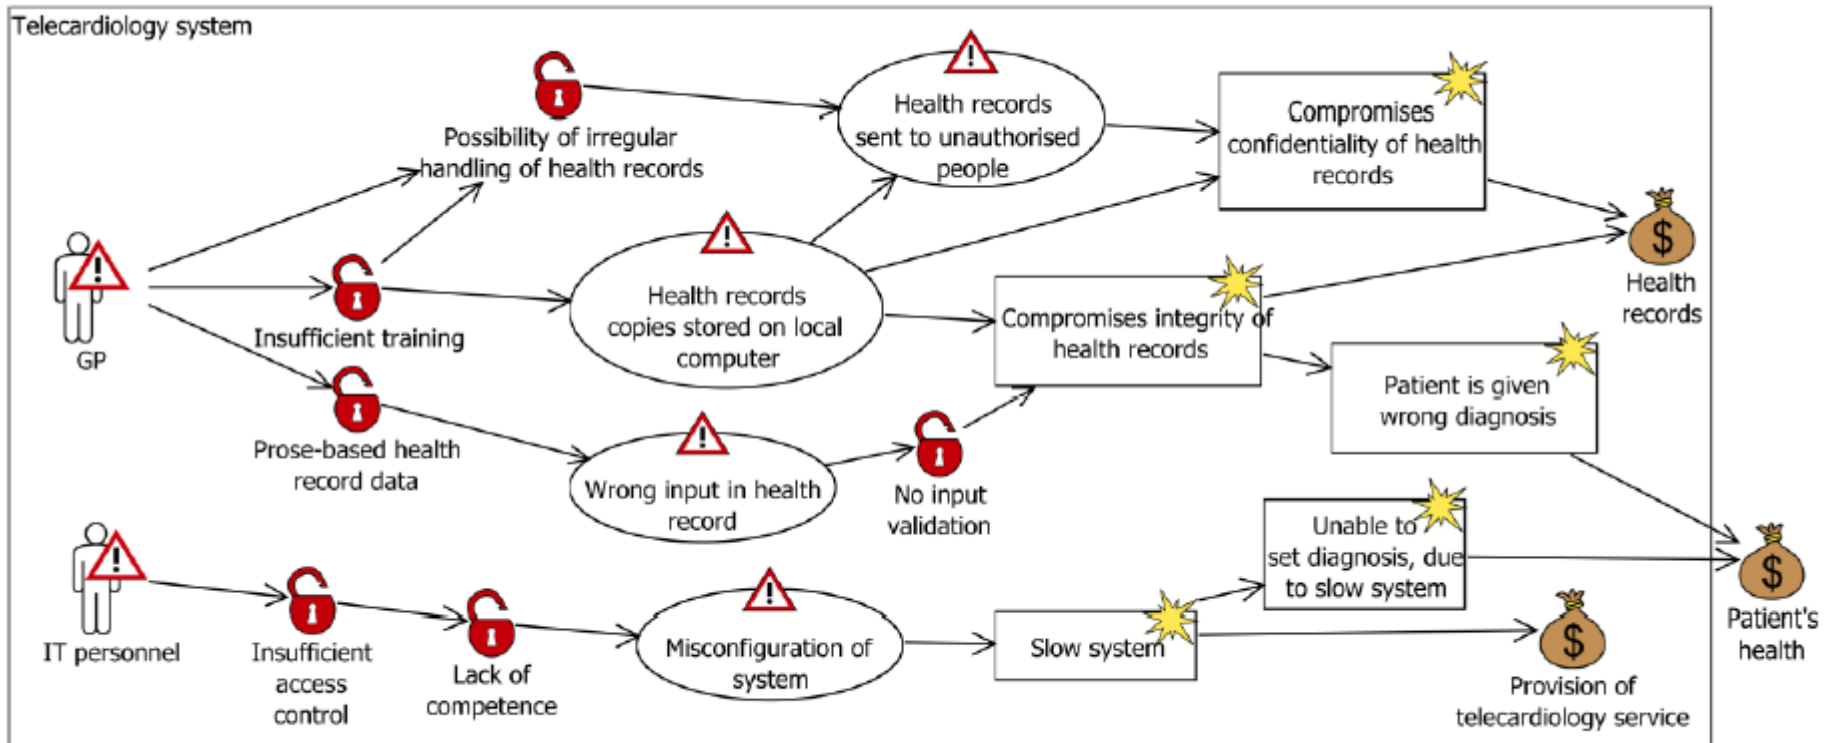 Telecardiology system
Possibility of irregular
handling of health records
Health records
sent to unauthorised
people
Compromises
confidentiality of health
records
GP
Insufficient training
Health records
copies stored on local
computer
Compromises integrity of
health records
Health
records
Patient is given
wrong diagnosis
Prose-based health
record data
Wrong input in health
record
No input
validation
Unable to
set diagnosis, due
to slow system
IT personnel
Insufficient
access
control
Lack of
competence
Misconfiguration of
system
Slow system
Provision of
telecardiology service
Patient's
health